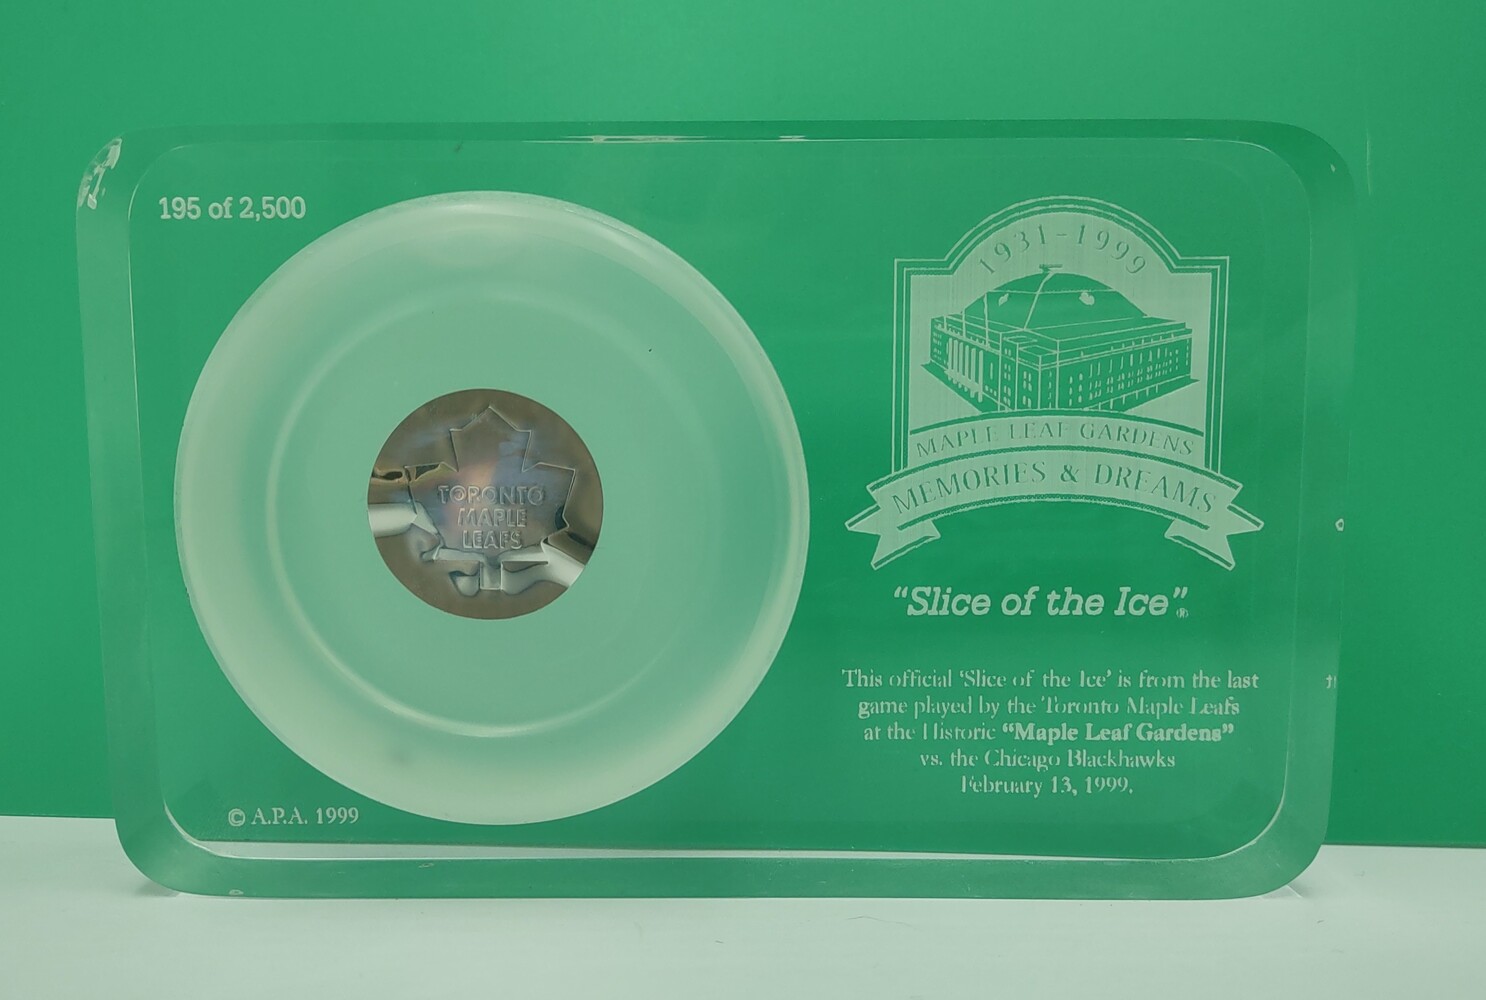 195 of 2,500
TORONTO
MAPLE
LEAFS
© A.P.A. 1999
1931-1999
MAPLE LEAF GARDENS
MEMORIES & DREAMS
“Slice of the Ice”®
This official ‘Slice of the Ice’ is from the last
game played by the Toronto Maple Leafs
at the Historic “Maple Leaf Gardens”
vs. the Chicago Blackhawks
February 13, 1999.